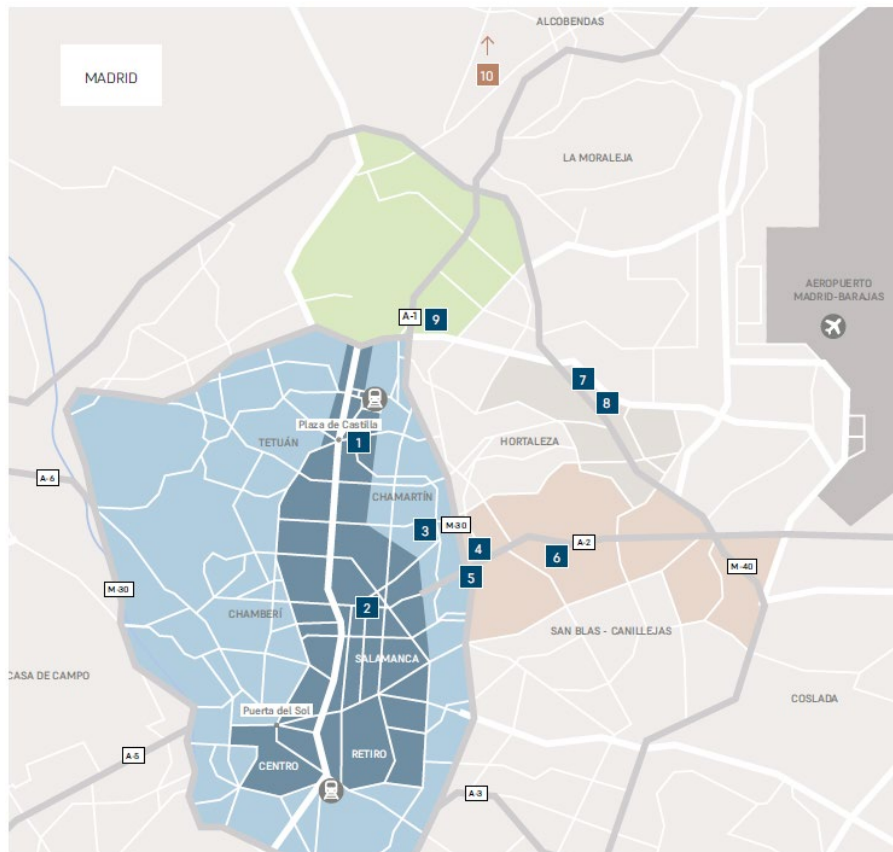 ALCOBENDAS
10
MADRID
LA MORALEJA
AEROPUERTO
MADRID-BARAJAS
A-1
9
7
8
Plaza de Castilla
1
TETUÁN
HORTALEZA
A-6
CHAMARTÍN
3
M-30
4
A-2
6
5
M-40
M-30
2
CHAMBERÍ
SAN BLAS - CANILLEJAS
SALAMANCA
CASA DE CAMPO
COSLADA
Puerta del Sol
A-5
RETIRO
CENTRO
A-3